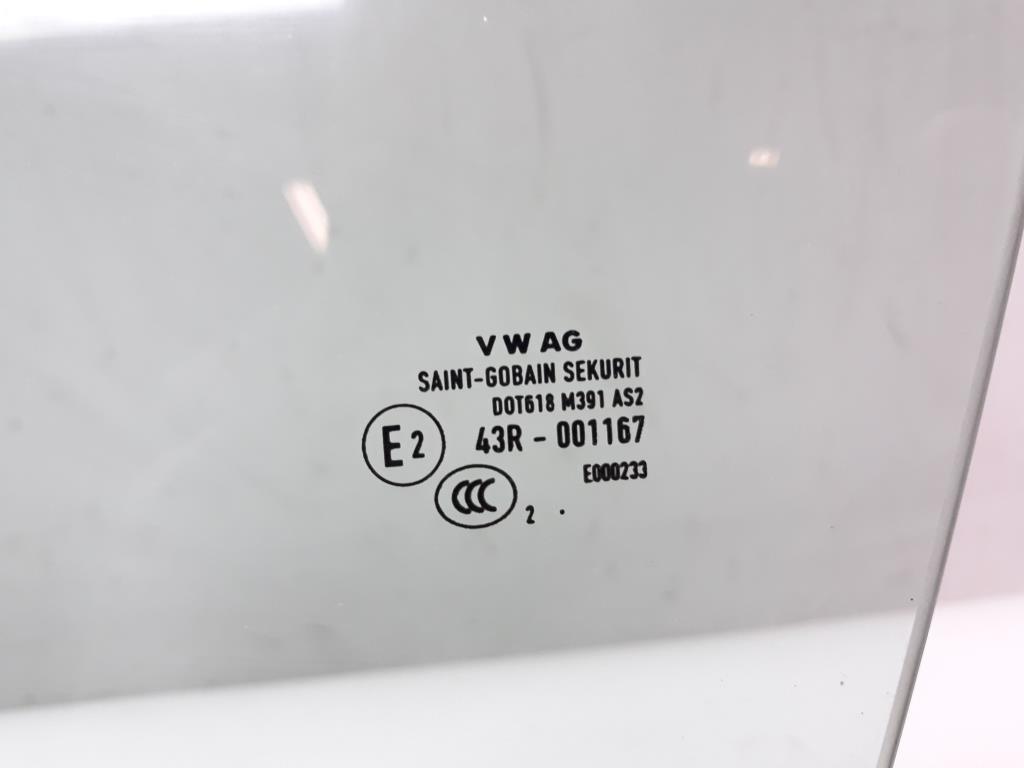 VW AG
SAINT-GOBAIN SEKURIT
DOT618 M391 AS2
E2 43R - 001167
E000233
CCC 2 .